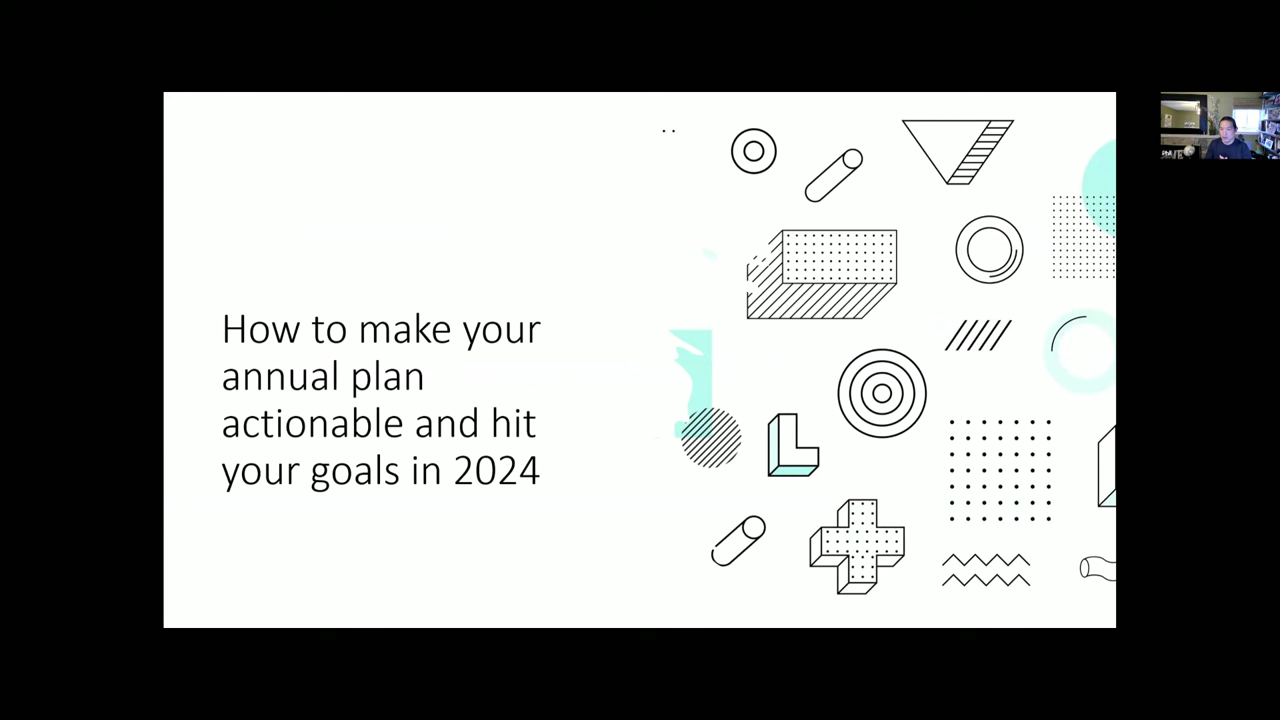 How to make your
annual plan
actionable and hit
your goals in 2024